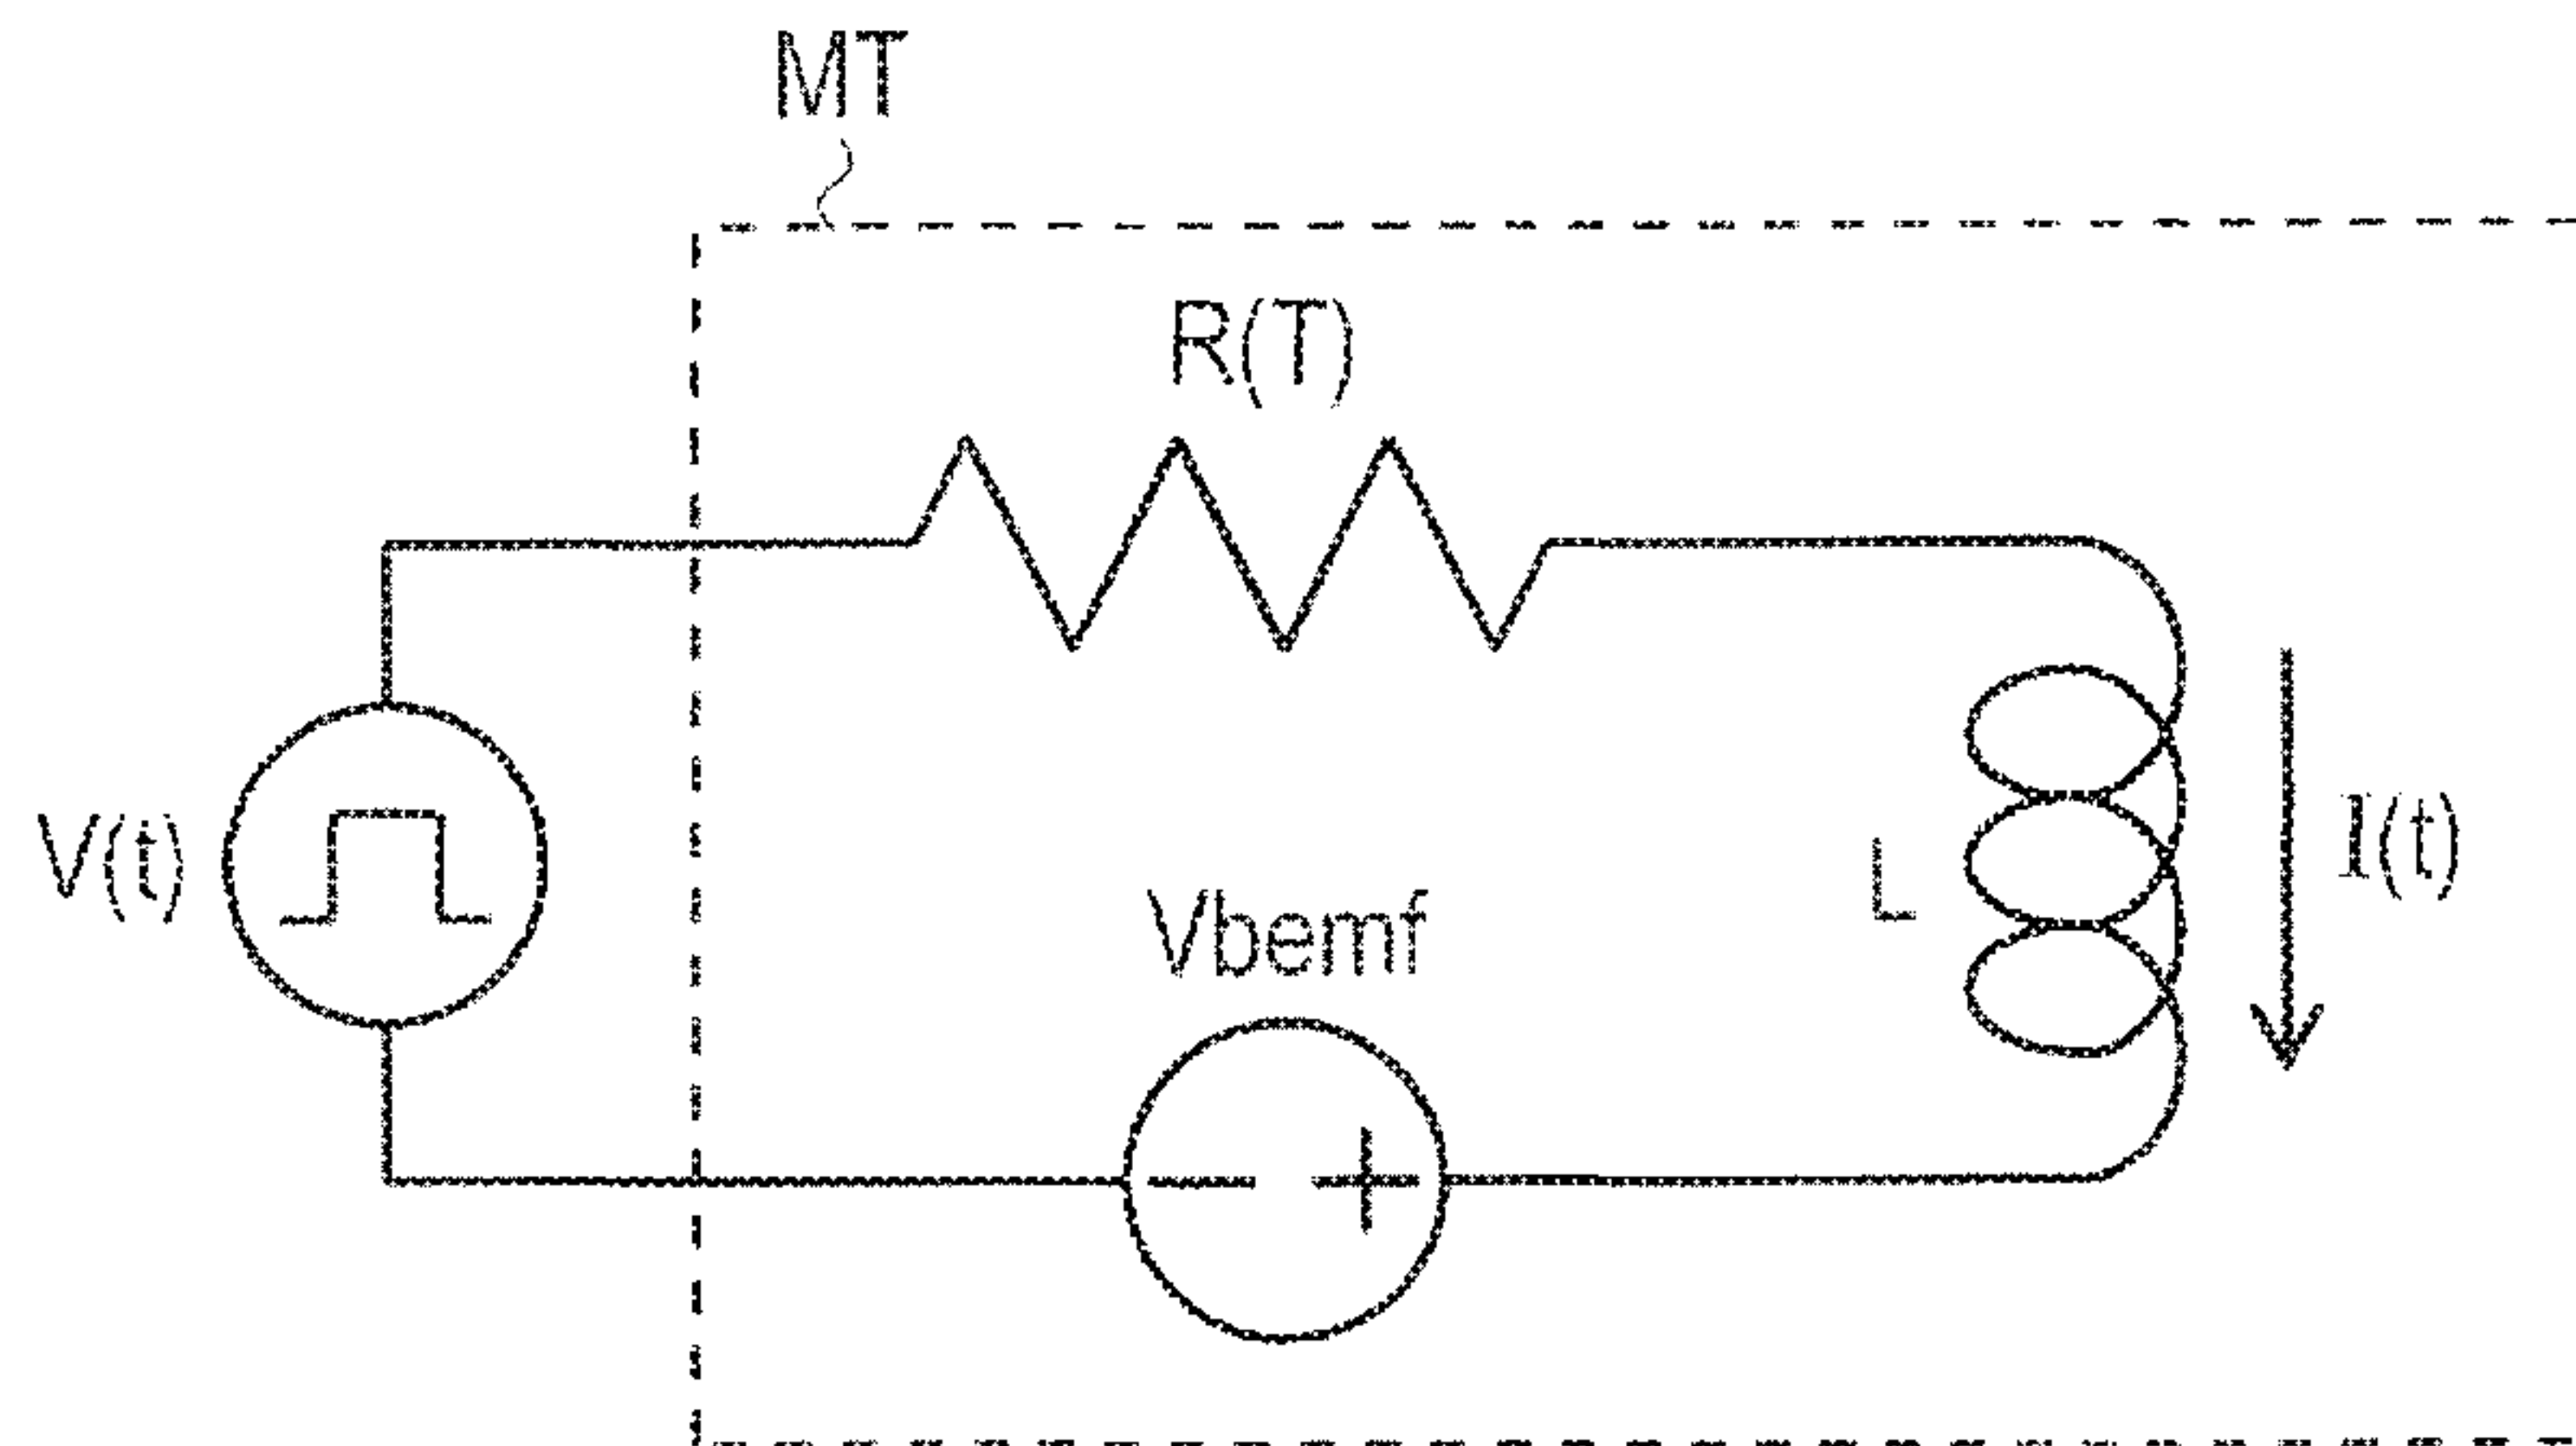 MT
R(T)
V(t)
Vbemf
L
I(t)
- +